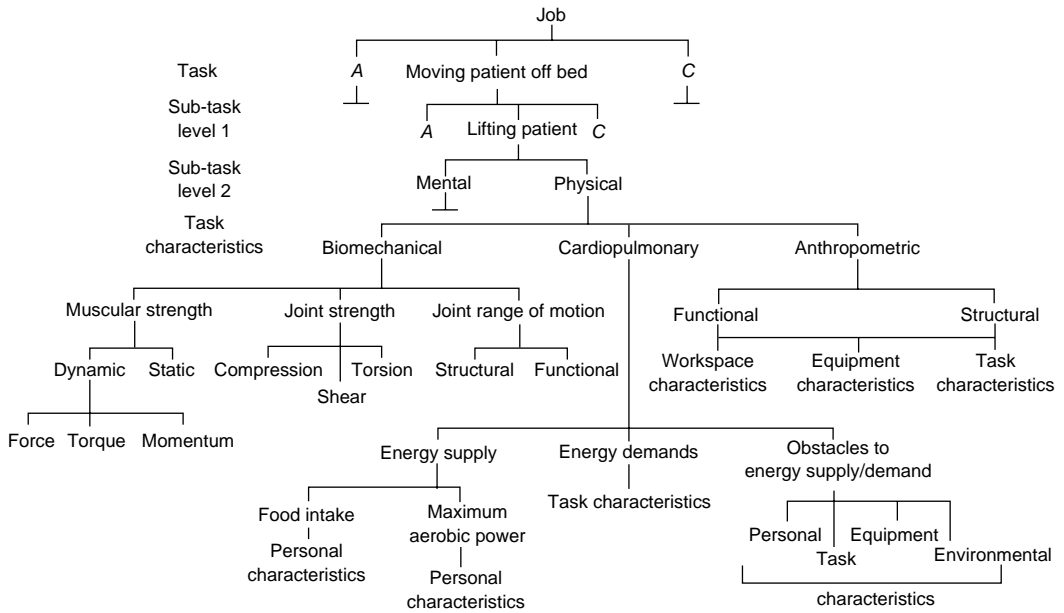 Job
Task A Moving patient off bed C
Sub-task
level 1
A Lifting patient C
Sub-task
level 2
Mental Physical
Task
characteristics
Biomechanical Cardiopulmonary Anthropometric
Muscular strength Joint strength Joint range of motion Functional Structural
Dynamic Static Compression Torsion Structural Functional
Shear
Workspace
characteristics
Equipment
characteristics
Task
characteristics
Force Torque Momentum
Energy supply Energy demands Obstacles to
energy supply/demand
Food intake Maximum
aerobic power
Task characteristics
Personal
characteristics
Personal
characteristics
Personal Equipment
Task Environmental
characteristics